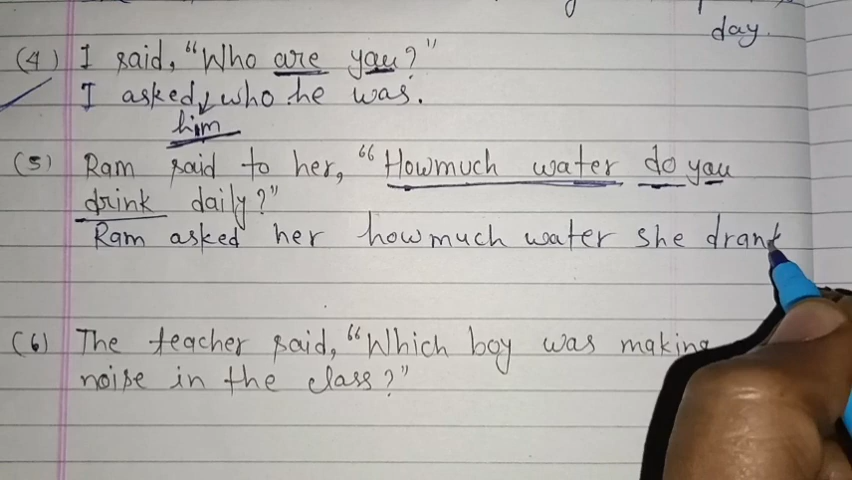 day.
(4) I said, "Who are you?"
I asked who he was.
him
(5) Ram said to her, "Howmuch water do you
drink daily?"
Ram asked her howmuch water she drank
(6) The teacher said, "Which boy was making
noise in the class?"